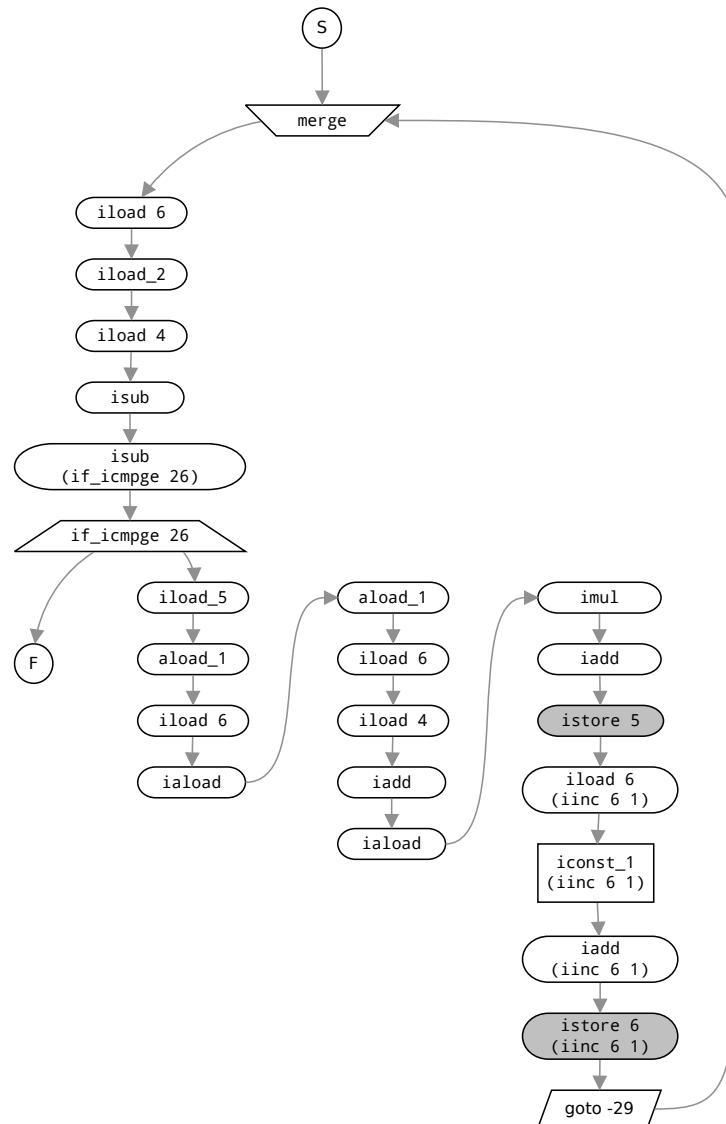 S
merge
iload 6
iload_2
iload 4
isub
isub
(if_icmpge 26)
if_icmpge 26
F
iload_5
aload_1
iload 6
iaload
aload_1
iload 6
iload 4
iadd
iaload
imul
iadd
istore 5
iload 6
(iinc 6 1)
iconst_1
(iinc 6 1)
iadd
(iinc 6 1)
istore 6
(iinc 6 1)
goto -29